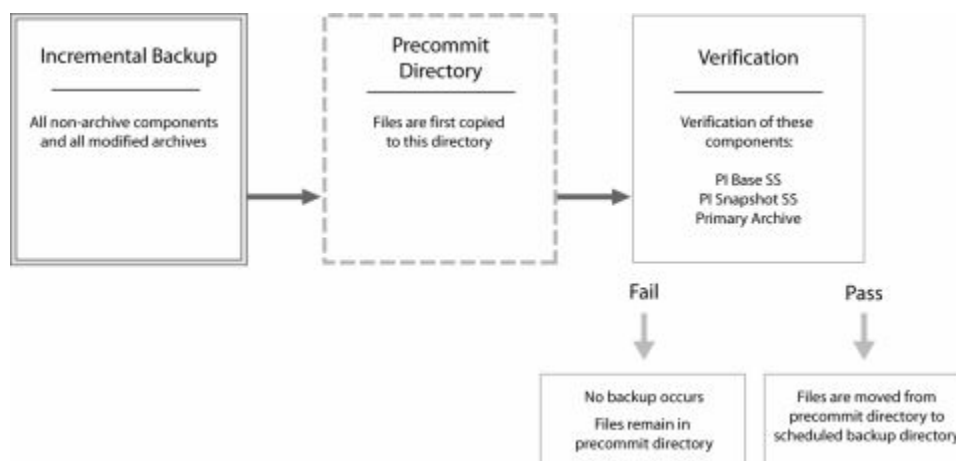 Incremental Backup
All non-archive components
and all modified archives
Precommit
Directory
Files are first copied
to this directory
Verification
Verification of these
components:
PI Base SS
PI Snapshot SS
Primary Archive
Fail
Pass
No backup occurs
Files remain in
precommit directory
Files are moved from
precommit directory to
scheduled backup directory